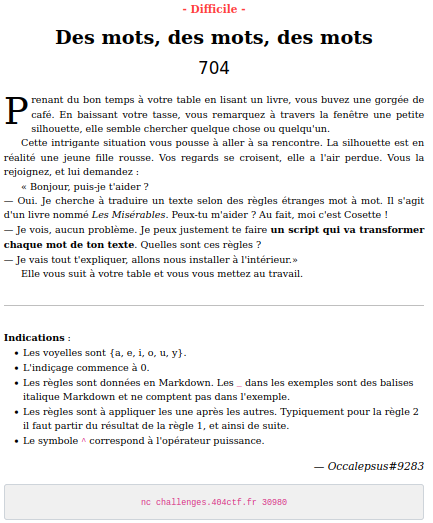 - Difficile -
Des mots, des mots, des mots
704
Prenant du bon temps à votre table en lisant un livre, vous buvez une gorgée de
café. En baissant votre tasse, vous remarquez à travers la fenêtre une petite
silhouette, elle semble chercher quelque chose ou quelqu'un.
Cette intrigante situation vous pousse à aller à sa rencontre. La silhouette est en
réalité une jeune fille rousse. Vos regards se croisent, elle a l'air perdue. Vous la
rejoignez, et lui demandez :
« Bonjour, puis-je t'aider ?
— Oui. Je cherche à traduire un texte selon des règles étranges mot à mot. Il s'agit
d'un livre nommé Les Misérables. Peux-tu m'aider ? Au fait, moi c'est Cosette !
— Je vois, aucun problème. Je peux justement te faire un script qui va transformer
chaque mot de ton texte. Quelles sont ces règles ?
— Je vais tout t'expliquer, allons nous installer à l'intérieur.»
Elle vous suit à votre table et vous vous mettez au travail.
Indications :
• Les voyelles sont {a, e, i, o, u, y}.
• L'indiçage commence à 0.
• Les règles sont données en Markdown. Les _ dans les exemples sont des balises
italique Markdown et ne comptent pas dans l'exemple.
• Les règles sont à appliquer les une après les autres. Typiquement pour la règle 2
il faut partir du résultat de la règle 1, et ainsi de suite.
• Le symbole ^ correspond à l'opérateur puissance.
— Occalepsus#9283
nc challenges.404ctf.fr 30980